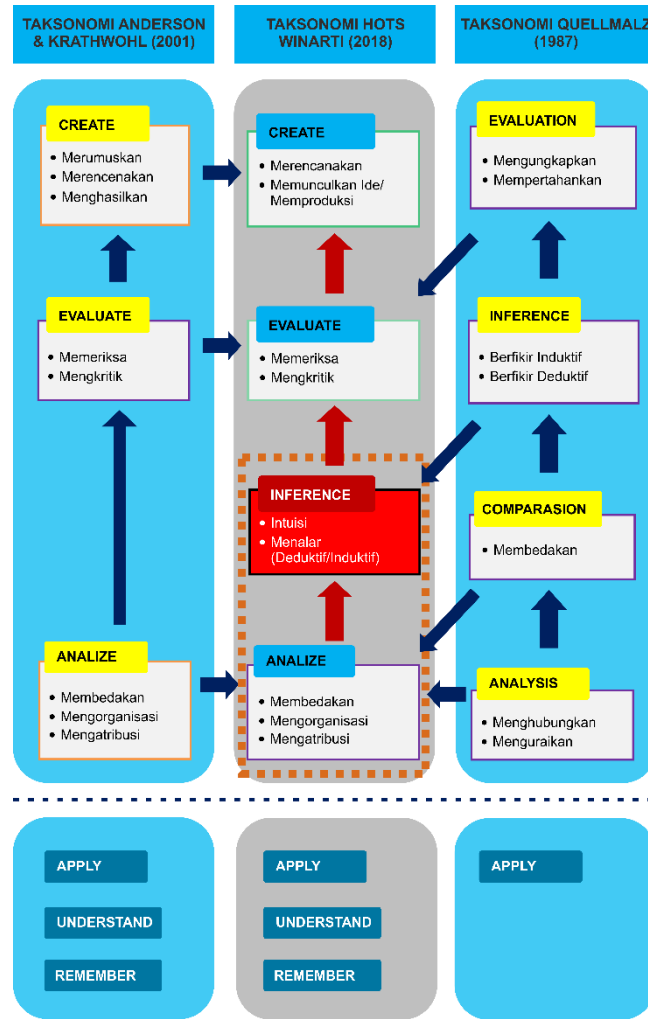 TAKSONOMI ANDERSON
& KRATHWOHL (2001)
CREATE
• Merumuskan
• Merencenakan
• Menghasilkan
EVALUATE
• Memeriksa
• Mengkritik
ANALIZE
• Membedakan
• Mengorganisasi
• Mengatribusi
APPLY
UNDERSTAND
REMEMBER
TAKSONOMI HOTS
WINARTI (2018)
CREATE
• Merencanakan
• Memunculkan Ide/
Memproduksi
EVALUATE
• Memeriksa
• Mengkritik
INFERENCE
• Intuisi
• Menalar
(Deduktif/Induktif)
ANALIZE
• Membedakan
• Mengorganisasi
• Mengatribusi
APPLY
UNDERSTAND
REMEMBER
TAKSONOMI QUELLMALZ
(1987)
EVALUATION
• Mengungkapkan
• Mempertahankan
INFERENCE
• Berfikir Induktif
• Berfikir Deduktif
COMPARASION
• Membedakan
ANALYSIS
• Menghubungkan
• Menguraikan
APPLY